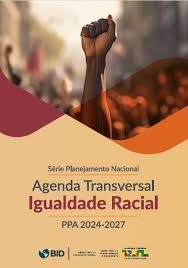 Série Planejamento Nacional
Agenda Transversal
Igualdade Racial
PPA 2024-2027
BID